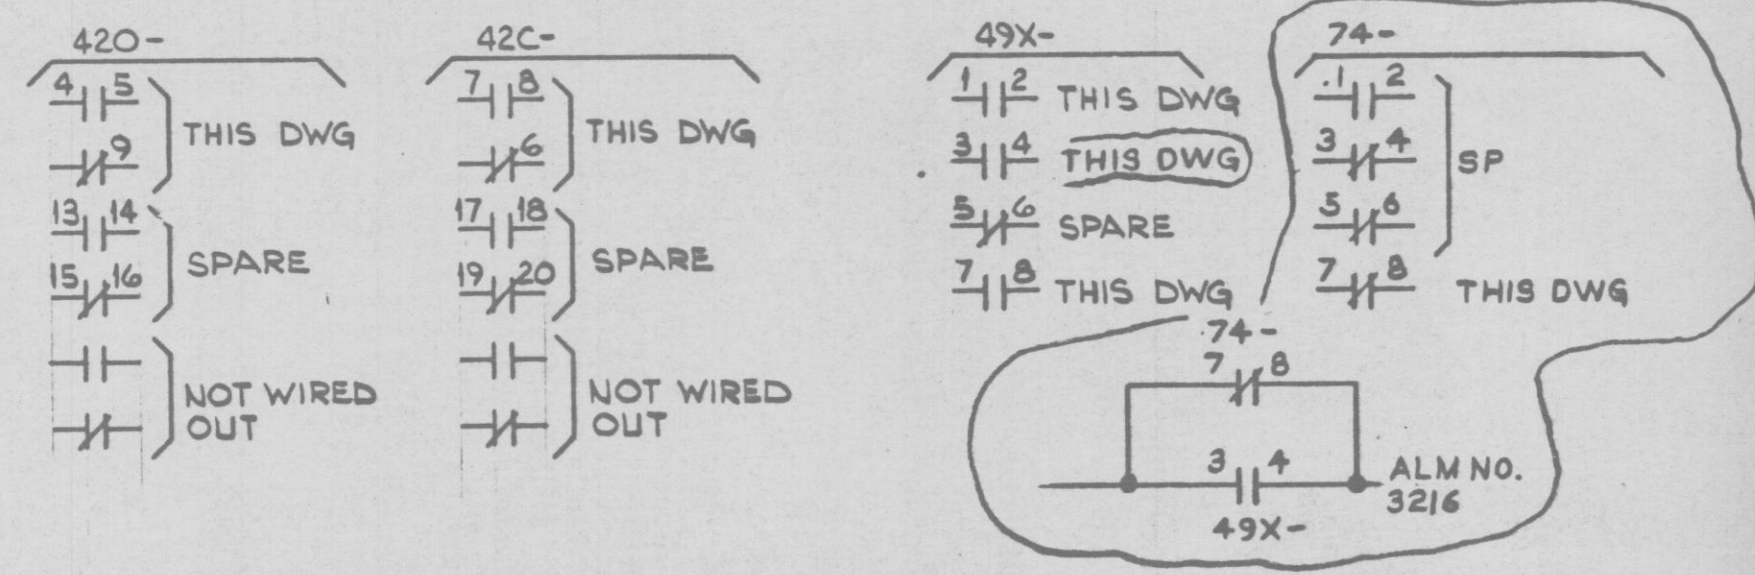 42O-
4 5
9
THIS DWG
13 14
15 16
SPARE
NOT WIRED
OUT
42C-
7 8
6
THIS DWG
17 18
19 20
SPARE
NOT WIRED
OUT
49X-
1 2 THIS DWG
3 4 THIS DWG
5 6 SPARE
7 8 THIS DWG
74-
1 2
3 4
5 6
SP
7 8 THIS DWG
74-
7 8
3 4
49X-
ALM NO.
3216